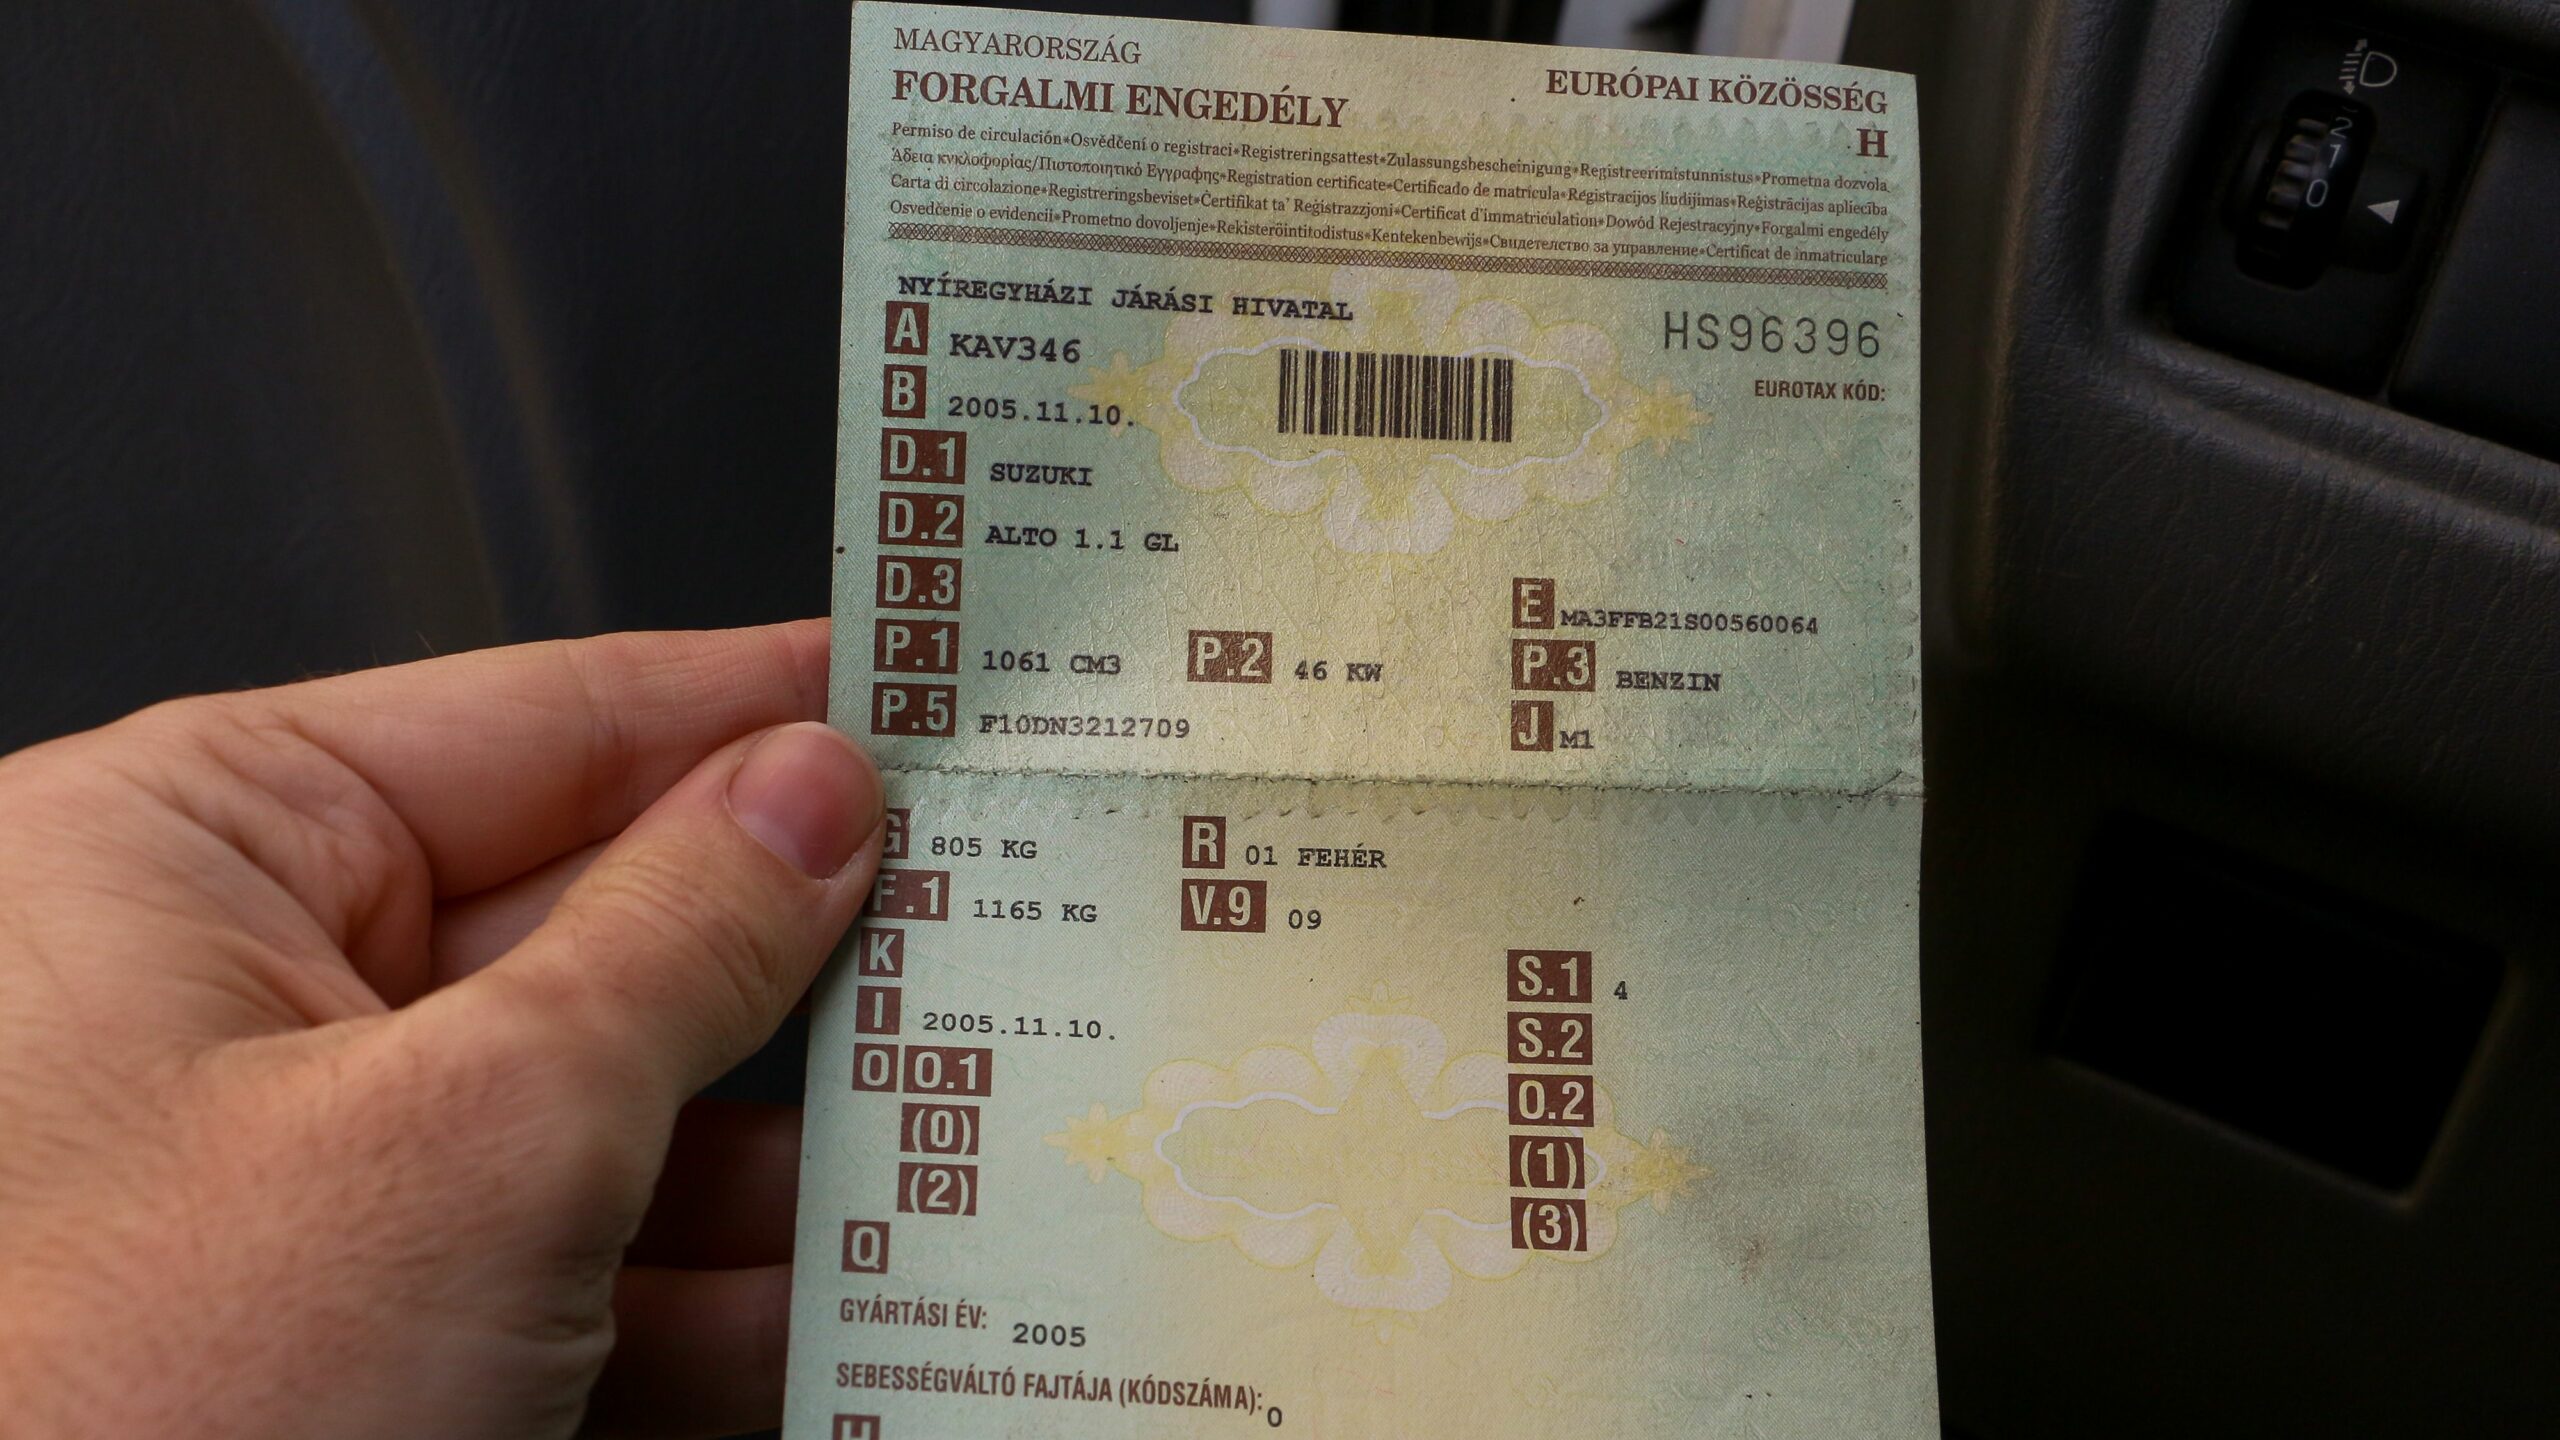 MAGYARORSZÁG
FORGALMI ENGEDÉLY
EURÓPAI KÖZÖSSÉG
H
Permiso de circulación•Osvědčení o registraci•Registreringsattest•Zulassungsbescheinigung•Registreerimistunnistus•Prometna dozvola
Άδεια κυκλοφορίας/Πιστοποιητικό Εγγραφης•Registration certificate•Certificado de matrícula•Registracijos liudijimas•Reģistrācijas apliecība
Carta di circolazione•Registreringsbeviset•Ċertifikat ta' Reġistrazzjoni•Certificat d'immatriculation•Dowód Rejestracyjny•Forgalmi engedély
Osvedčenie o evidencii•Prometno dovoljenje•Rekisteröintitodistus•Kentekenbewijs•Свидетелство за управление•Certificat de inmatriculare
NYÍREGYHÁZI JÁRÁSI HIVATAL
HS96396
A KAV346
EUROTAX KÓD:
B 2005.11.10.
D.1 SUZUKI
D.2 ALTO 1.1 GL
D.3
E MA3FFB21S00560064
P.1 1061 CM3 P.2 46 KW P.3 BENZIN
P.5 F10DN3212709 J M1
G 805 KG R 01 FEHÉR
F.1 1165 KG V.9 09
K
S.1 4
I 2005.11.10.
S.2
O O.1
O.2
(0)
(1)
(2)
(3)
Q
GYÁRTÁSI ÉV: 2005
SEBESSÉGVÁLTÓ FAJTÁJA (KÓDSZÁMA): 0
2
1
0